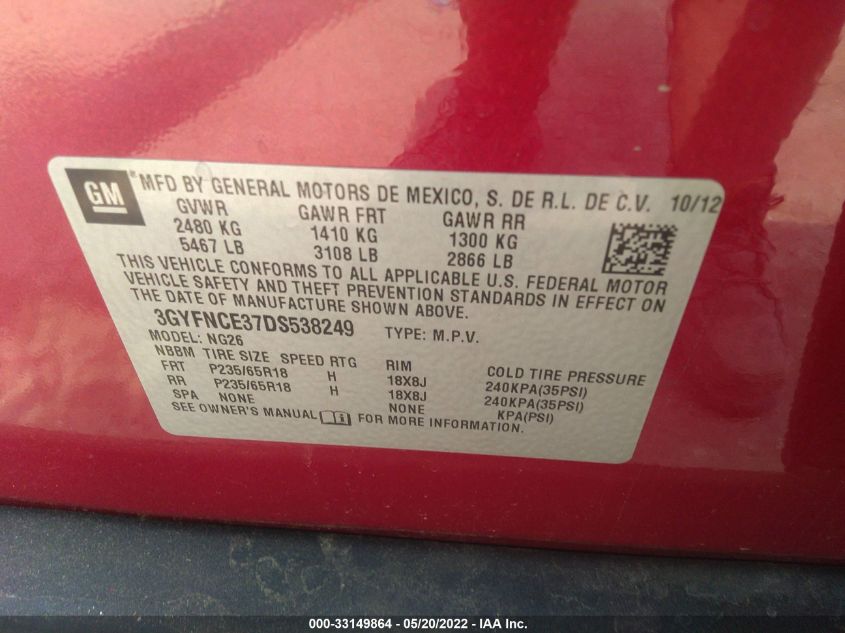 GM ® MFD BY GENERAL MOTORS DE MEXICO, S. DE R.L. DE C.V. 10/12
GVWR GAWR FRT GAWR RR
2480 KG 1410 KG 1300 KG
5467 LB 3108 LB 2866 LB
THIS VEHICLE CONFORMS TO ALL APPLICABLE U.S. FEDERAL MOTOR
VEHICLE SAFETY AND THEFT PREVENTION STANDARDS IN EFFECT ON
THE DATE OF MANUFACTURE SHOWN ABOVE.
3GYFNCE37DS538249 TYPE: M.P.V.
MODEL: NG26
NBBM TIRE SIZE SPEED RTG RIM COLD TIRE PRESSURE
FRT P235/65R18 H 18X8J 240KPA(35PSI)
RR P235/65R18 H 18X8J 240KPA(35PSI)
SPA NONE NONE KPA(PSI)
SEE OWNER'S MANUAL FOR MORE INFORMATION.
000-33149864 - 05/20/2022 - IAA Inc.